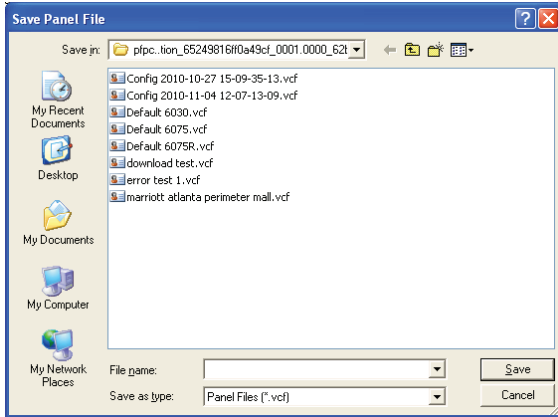 Save Panel File
Save in:
pfpc..tion_65249816ff0a49cf_0001.0000_62
My Recent
Documents
Desktop
My Documents
My Computer
My Network
Places
Config 2010-10-27 15-09-35-13.vcf
Config 2010-11-04 12-07-13-09.vcf
Default 6030.vcf
Default 6075.vcf
Default 6075R.vcf
download test.vcf
error test 1.vcf
marriott atlanta perimeter mall.vcf
File name:
Save
Save as type:
Panel Files (*.vcf)
Cancel